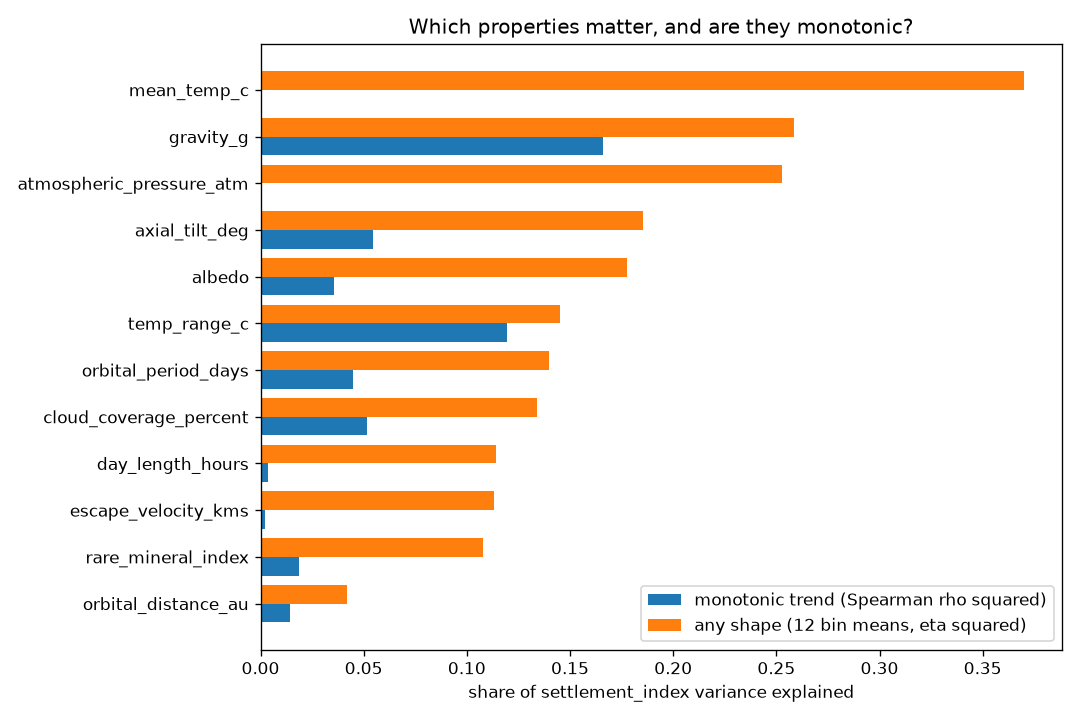 Which properties matter, and are they monotonic?
mean_temp_c
gravity_g
atmospheric_pressure_atm
axial_tilt_deg
albedo
temp_range_c
orbital_period_days
cloud_coverage_percent
day_length_hours
escape_velocity_kms
rare_mineral_index
orbital_distance_au
monotonic trend (Spearman rho squared)
any shape (12 bin means, eta squared)
0.00 0.05 0.10 0.15 0.20 0.25 0.30 0.35
share of settlement_index variance explained